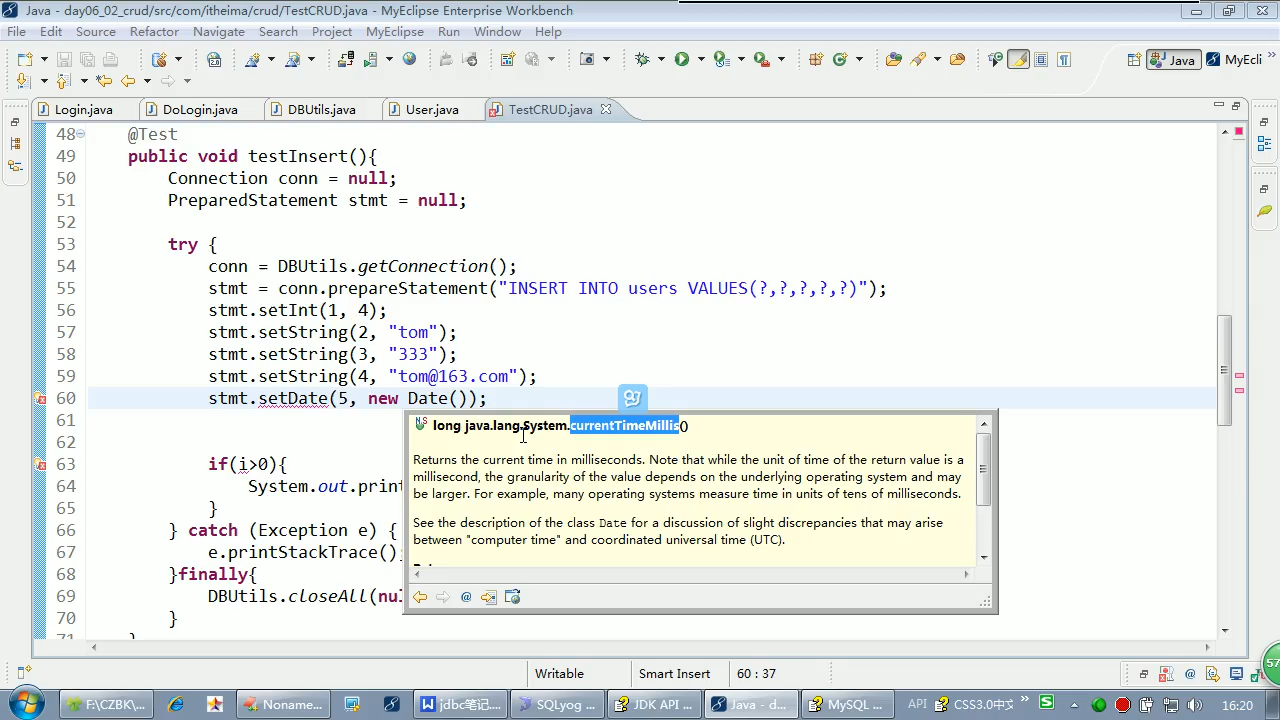 Java - day06_02_crud/src/com/itheima/crud/TestCRUD.java - MyEclipse Enterprise Workbench
File Edit Source Refactor Navigate Search Project MyEclipse Run Window Help
Java MyEcli
Login.java DoLogin.java DBUtils.java User.java TestCRUD.java
48 @Test
49 public void testInsert(){
50 Connection conn = null;
51 PreparedStatement stmt = null;
52
53 try {
54 conn = DBUtils.getConnection();
55 stmt = conn.prepareStatement("INSERT INTO users VALUES(?,?,?,?,?)");
56 stmt.setInt(1, 4);
57 stmt.setString(2, "tom");
58 stmt.setString(3, "333");
59 stmt.setString(4, "tom@163.com");
60 stmt.setDate(5, new Date());
61
long java.lang.System.currentTimeMillis()
62
Returns the current time in milliseconds. Note that while the unit of time of the return value is a
63 if(i>0){
millisecond, the granularity of the value depends on the underlying operating system and may
64 System.out.print
be larger. For example, many operating systems measure time in units of tens of milliseconds.
65 }
See the description of the class Date for a discussion of slight discrepancies that may arise
66 } catch (Exception e) {
between "computer time" and coordinated universal time (UTC).
67 e.printStackTrace();
68 }finally{
69 DBUtils.closeAll(nul
70 }
71
Writable Smart Insert 60 : 37
57
F:\CZBK\... Noname... jdbc笔记... SQLyog ... JDK API ... Java - d... MySQL ... API CSS3.0中文 16:20